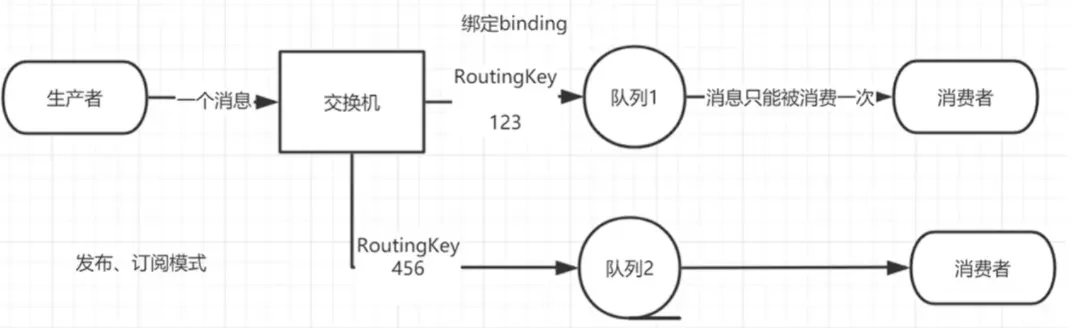 绑定binding
生产者
一个消息
交换机
RoutingKey
123
队列1
消息只能被消费一次
消费者
发布、订阅模式
RoutingKey
456
队列2
消费者